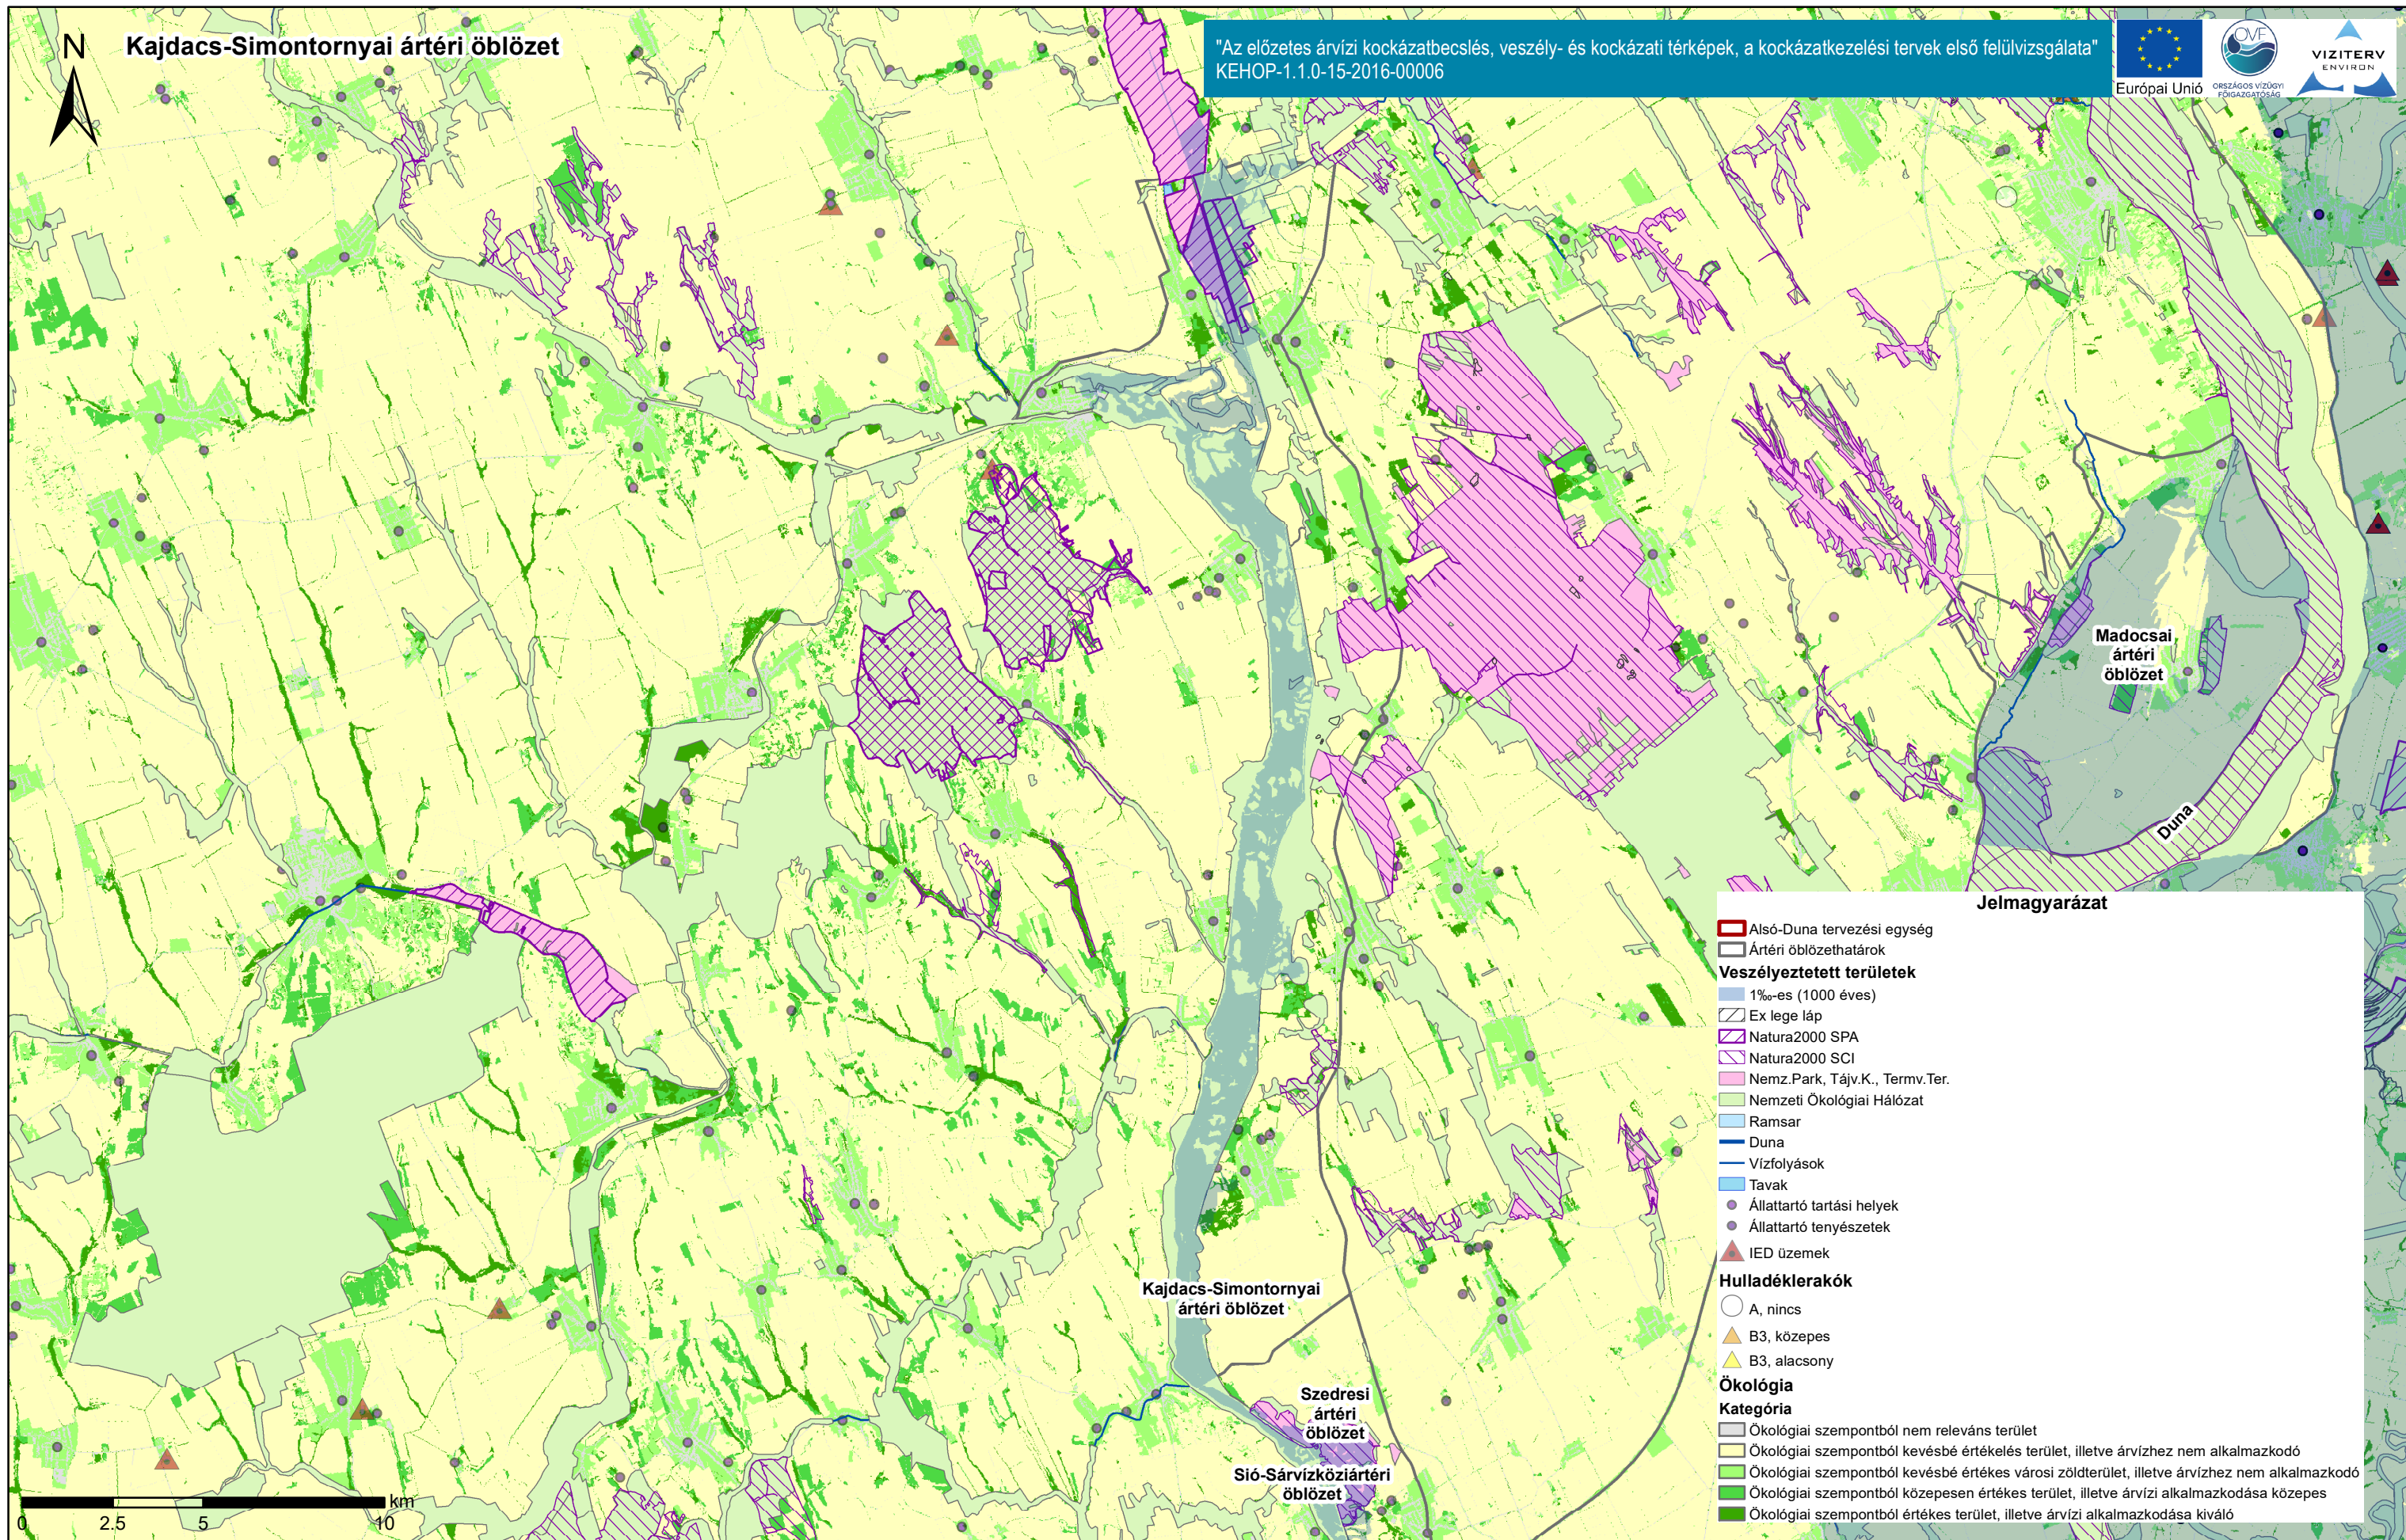 N
Kajdacs-Simontornyai ártéri öblözet
"Az előzetes árvízi kockázatbecslés, veszély- és kockázati térképek, a kockázatkezelési tervek első felülvizsgálata"
KEHOP-1.1.0-15-2016-00006
Európai Unió
OVF
ORSZÁGOS VÍZÜGYI
FŐIGAZGATÓSÁG
VIZITERV
ENVIRON
Madocsai
ártéri
öblözet
Duna
Kajdacs-Simontornyai
ártéri öblözet
Szedresi
ártéri
öblözet
Sió-Sárvízköziártéri
öblözet
Jelmagyarázat
Alsó-Duna tervezési egység
Ártéri öblözethatárok
Veszélyeztetett területek
1‰-es (1000 éves)
Ex lege láp
Natura2000 SPA
Natura2000 SCI
Nemz.Park, Tájv.K., Termv.Ter.
Nemzeti Ökológiai Hálózat
Ramsar
Duna
Vízfolyások
Tavak
Állattartó tartási helyek
Állattartó tenyészetek
IED üzemek
Hulladéklerakók
A, nincs
B3, közepes
B3, alacsony
Ökológia
Kategória
Ökológiai szempontból nem releváns terület
Ökológiai szempontból kevésbé értékelés terület, illetve árvízhez nem alkalmazkodó
Ökológiai szempontból kevésbé értékes városi zöldterület, illetve árvízhez nem alkalmazkodó
Ökológiai szempontból közepesen értékes terület, illetve árvízi alkalmazkodása közepes
Ökológiai szempontból értékes terület, illetve árvízi alkalmazkodása kiváló
km
0 2.5 5 10